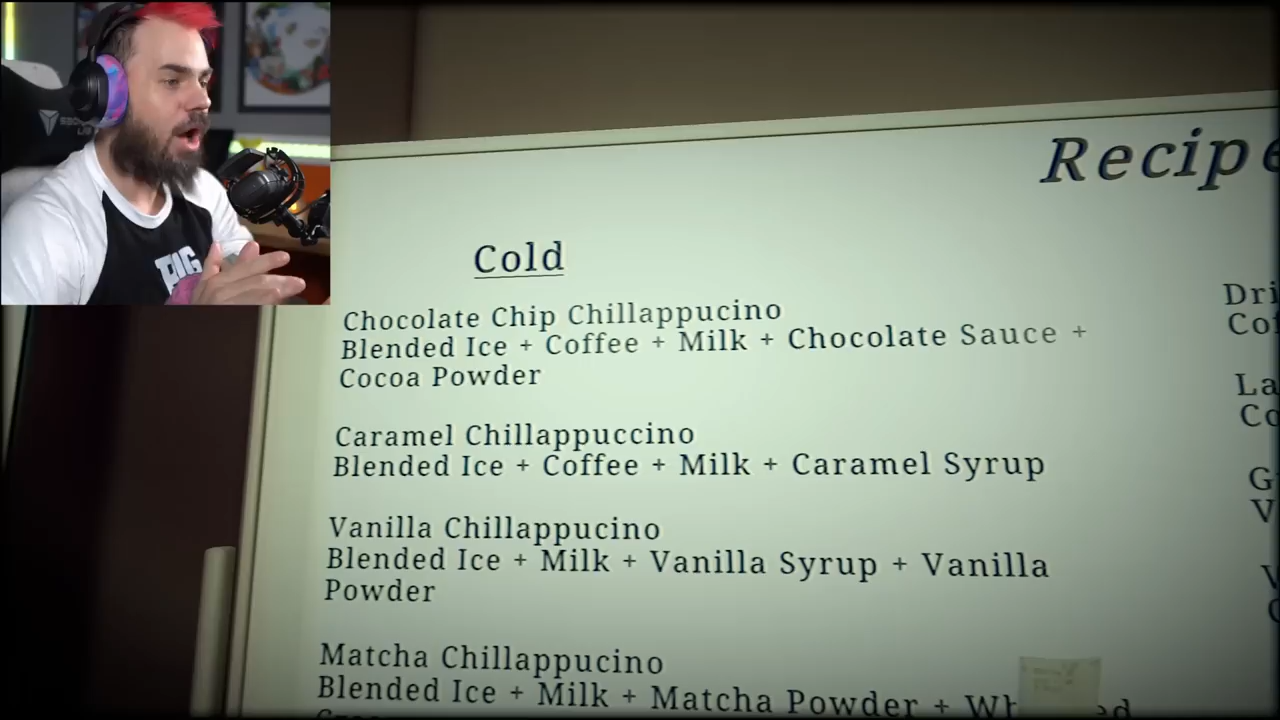 Recipe
Cold
Chocolate Chip Chillappucino
Blended Ice + Coffee + Milk + Chocolate Sauce +
Cocoa Powder
Caramel Chillappuccino
Blended Ice + Coffee + Milk + Caramel Syrup
Vanilla Chillappucino
Blended Ice + Milk + Vanilla Syrup + Vanilla
Powder
Matcha Chillappucino
Blended Ice + Milk + Matcha Powder +